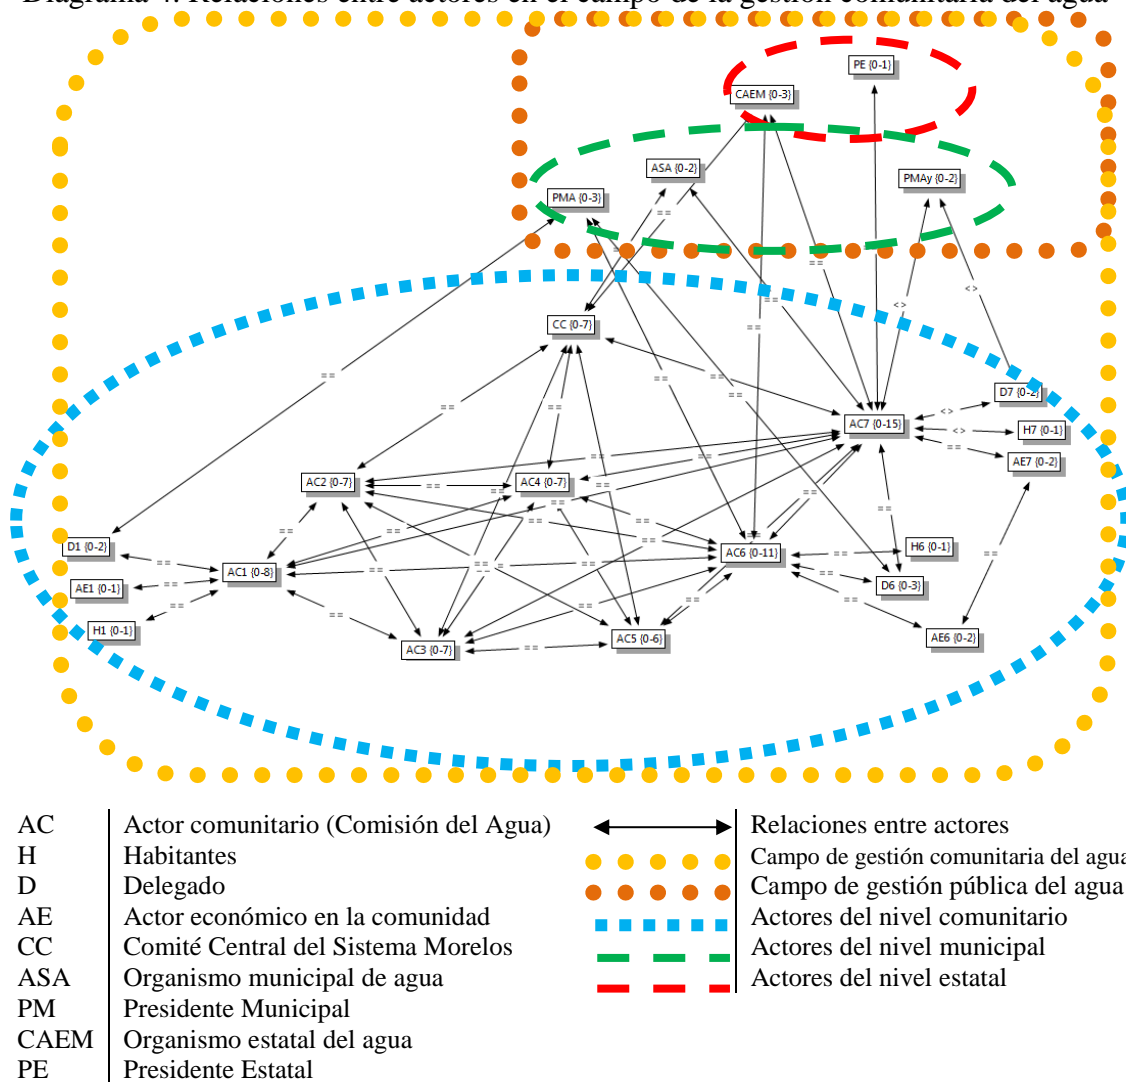 Diagrama 4. Relaciones entre actores en el campo de la gestión comunitaria del agua
PE {0-1}
CAEM {0-3}
ASA {0-2}
PMAy {0-2}
PMA {0-3}
CC {0-7}
D7 {0-2}
AC7 {0-15}
H7 {0-1}
AE7 {0-2}
AC2 {0-7}
AC4 {0-7}
D1 {0-2}
AC6 {0-11}
H6 {0-1}
AC1 {0-8}
AE1 {0-1}
D6 {0-3}
H1 {0-1}
AC3 {0-7}
AC5 {0-6}
AE6 {0-2}
AC Actor comunitario (Comisión del Agua)
H Habitantes
D Delegado
AE Actor económico en la comunidad
CC Comité Central del Sistema Morelos
ASA Organismo municipal de agua
PM Presidente Municipal
CAEM Organismo estatal del agua
PE Presidente Estatal
Relaciones entre actores
Campo de gestión comunitaria del agua
Campo de gestión pública del agua
Actores del nivel comunitario
Actores del nivel municipal
Actores del nivel estatal